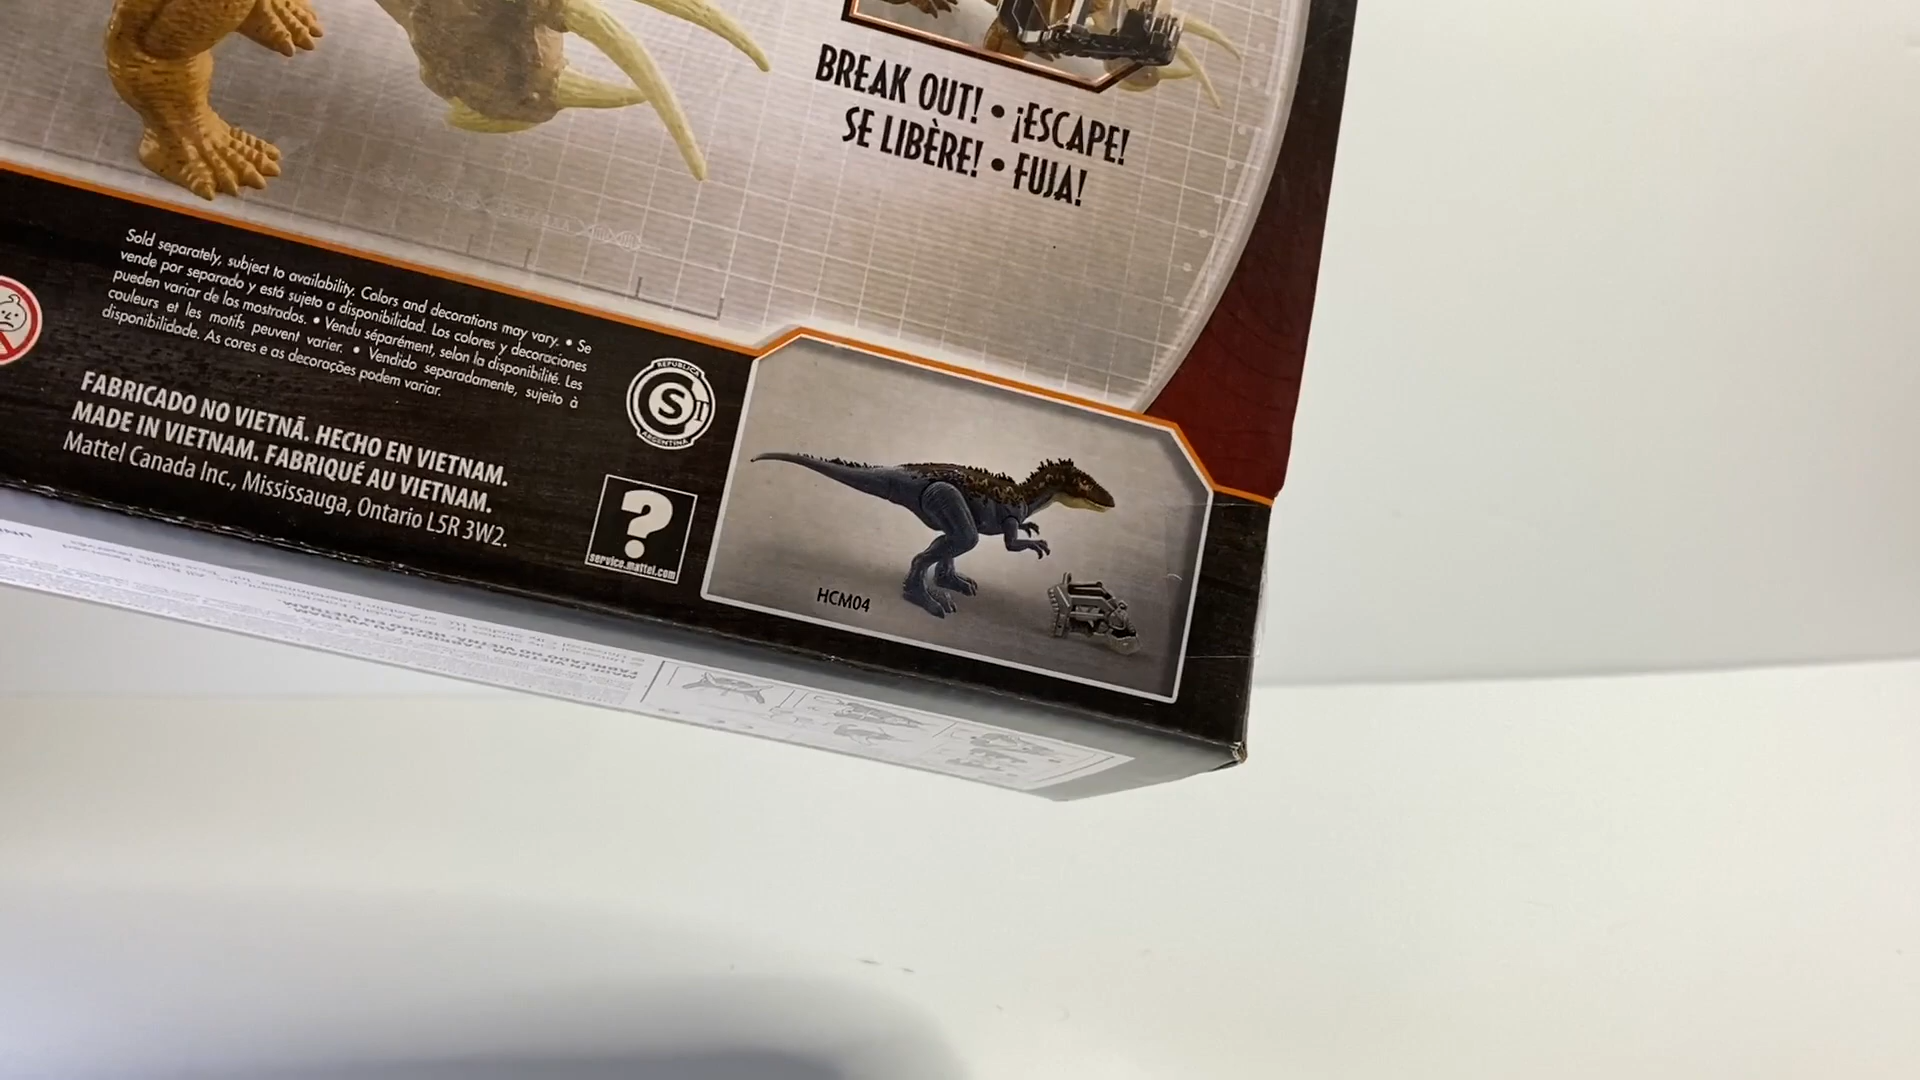 BREAK OUT! • ¡ESCAPE!
SE LIBÈRE! • FUJA!
Sold separately, subject to availability. Colors and decorations may vary. • Se
vende por separado y está sujeto a disponibilidad. Los colores y decoraciones
pueden variar de los mostrados. • Vendu séparément, selon la disponibilité. Les
couleurs et les motifs peuvent varier. • Vendido separadamente, sujeito à
disponibilidade. As cores e as decorações podem variar.
FABRICADO NO VIETNÃ. HECHO EN VIETNAM.
MADE IN VIETNAM. FABRIQUÉ AU VIETNAM.
Mattel Canada Inc., Mississauga, Ontario L5R 3W2.
REPUBLICA
S
ARGENTINA
?
service.mattel.com
HCM04